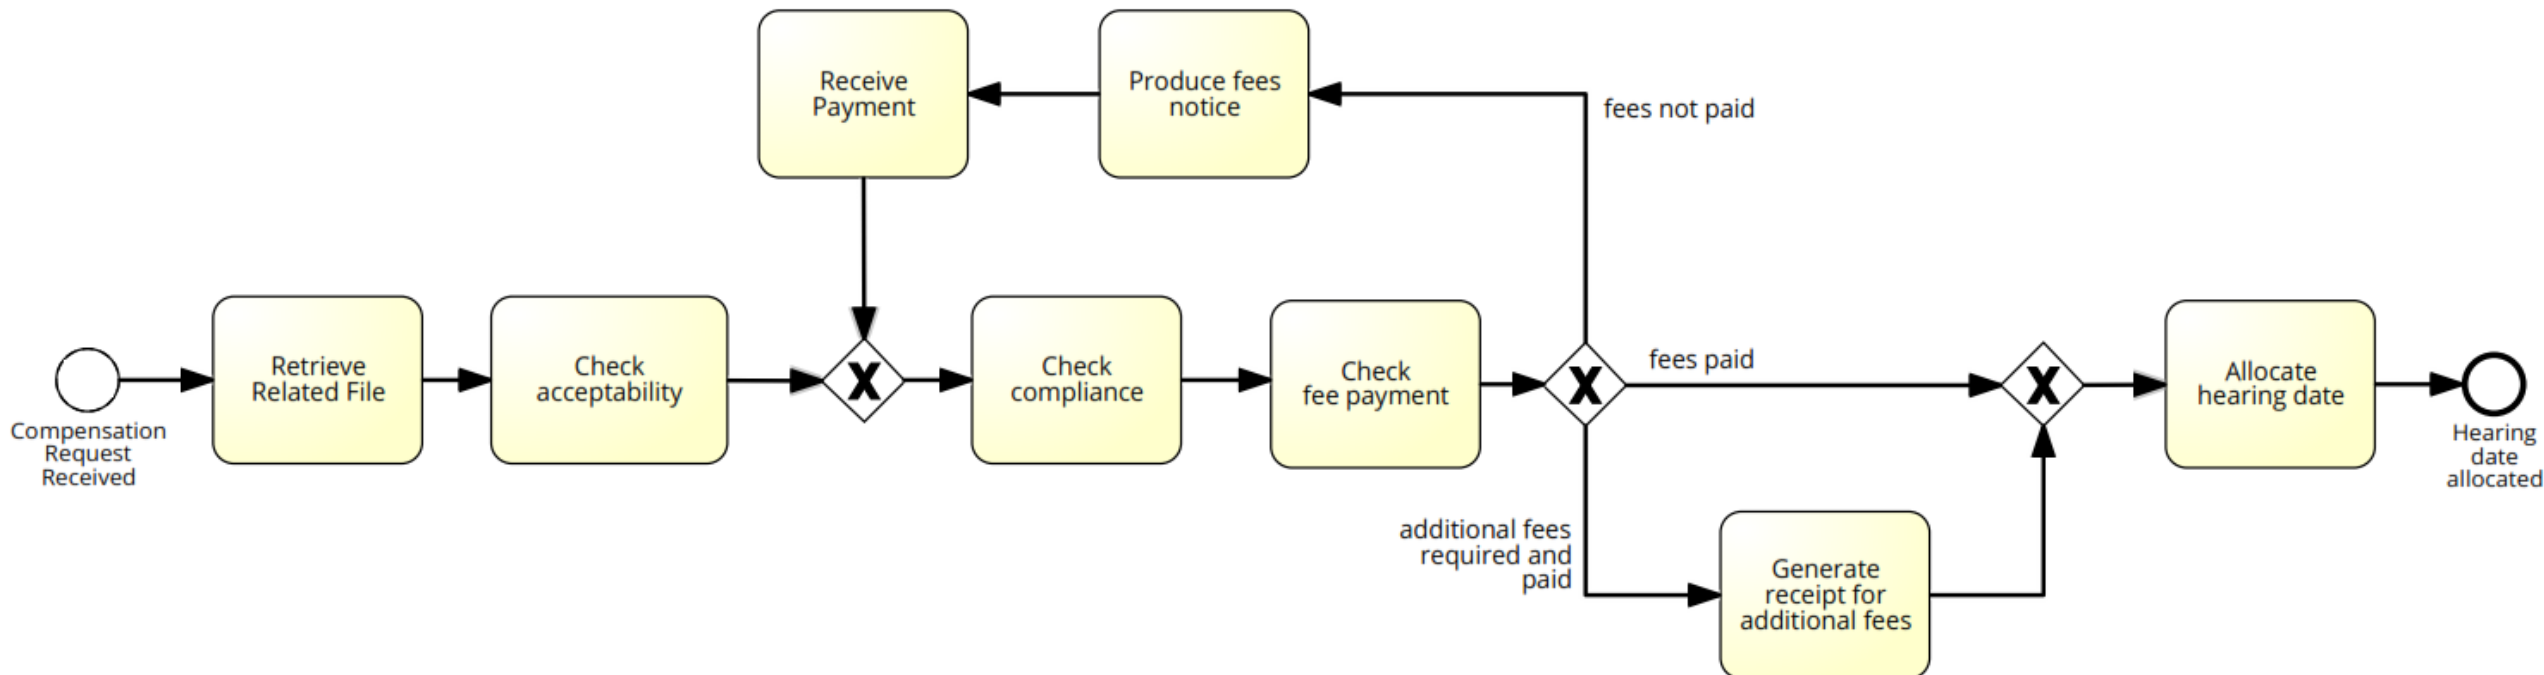 Receive
Payment
Produce fees
notice
fees not paid
Compensation
Request
Received
Retrieve
Related File
Check
acceptability
X
Check
compliance
Check
fee payment
X
fees paid
X
Allocate
hearing date
Hearing
date
allocated
additional fees
required and
paid
Generate
receipt for
additional fees